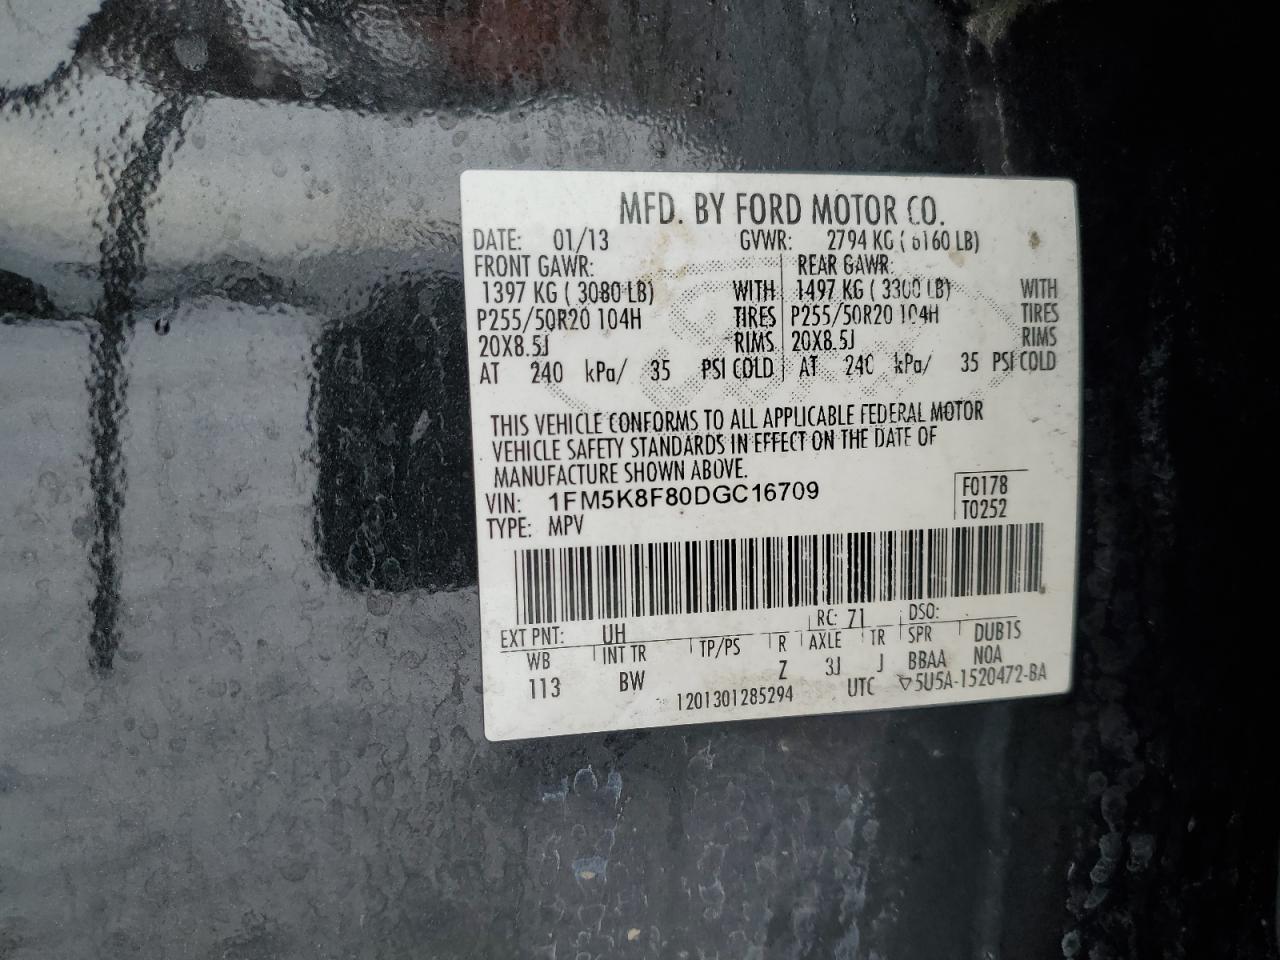 MFD. BY FORD MOTOR CO.
DATE: 01/13 GVWR: 2794 KG ( 6160 LB)
FRONT GAWR: REAR GAWR:
1397 KG ( 3080 LB) WITH 1497 KG ( 3300 LB) WITH
P255/50R20 104H TIRES P255/50R20 104H TIRES
20X8.5J RIMS 20X8.5J RIMS
AT 240 kPa/ 35 PSI COLD AT 240 kPa/ 35 PSI COLD
THIS VEHICLE CONFORMS TO ALL APPLICABLE FEDERAL MOTOR
VEHICLE SAFETY STANDARDS IN EFFECT ON THE DATE OF
MANUFACTURE SHOWN ABOVE.
VIN: 1FM5K8F80DGC16709 F0178
TYPE: MPV T0252
EXT PNT: UH RC: 71 DSO:
WB INT TR TP/PS R AXLE TR SPR DUB1S
113 BW Z 3J J BBAA N0A
1201301285294 UTC ▽5U5A-1520472-BA